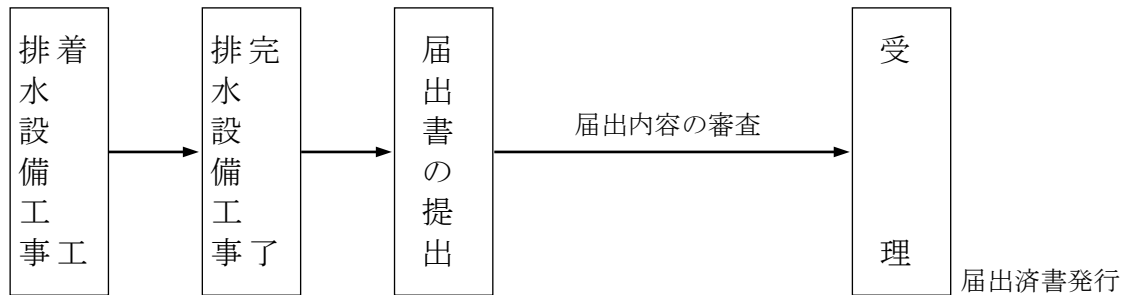 排水設備工事
着工
排水設備工事
完了
届出書の提出
届出内容の審査
受理
届出済書発行